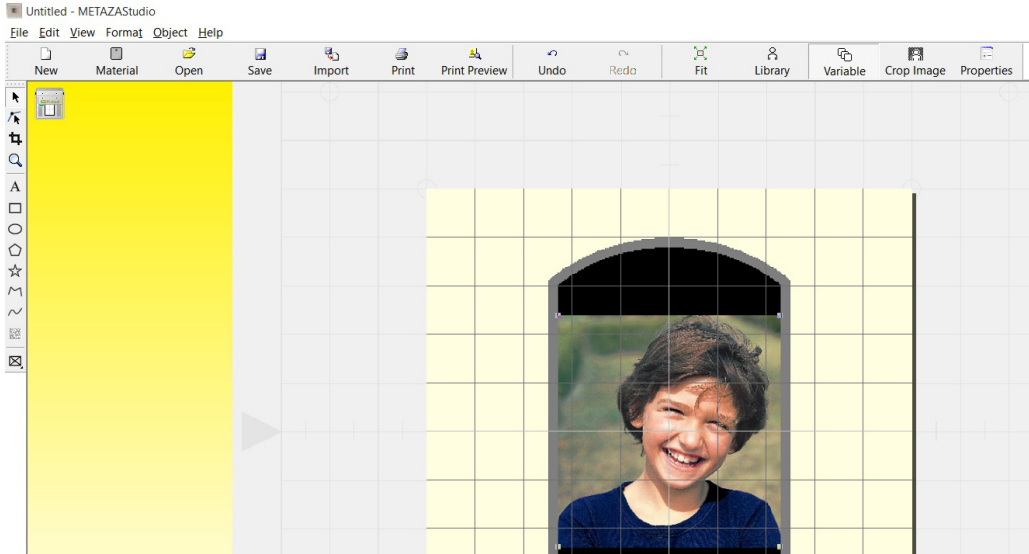 Untitled - METAZAStudio
File Edit View Format Object Help
New Material Open Save Import Print Print Preview Undo Redo Fit Library Variable Crop Image Properties
A